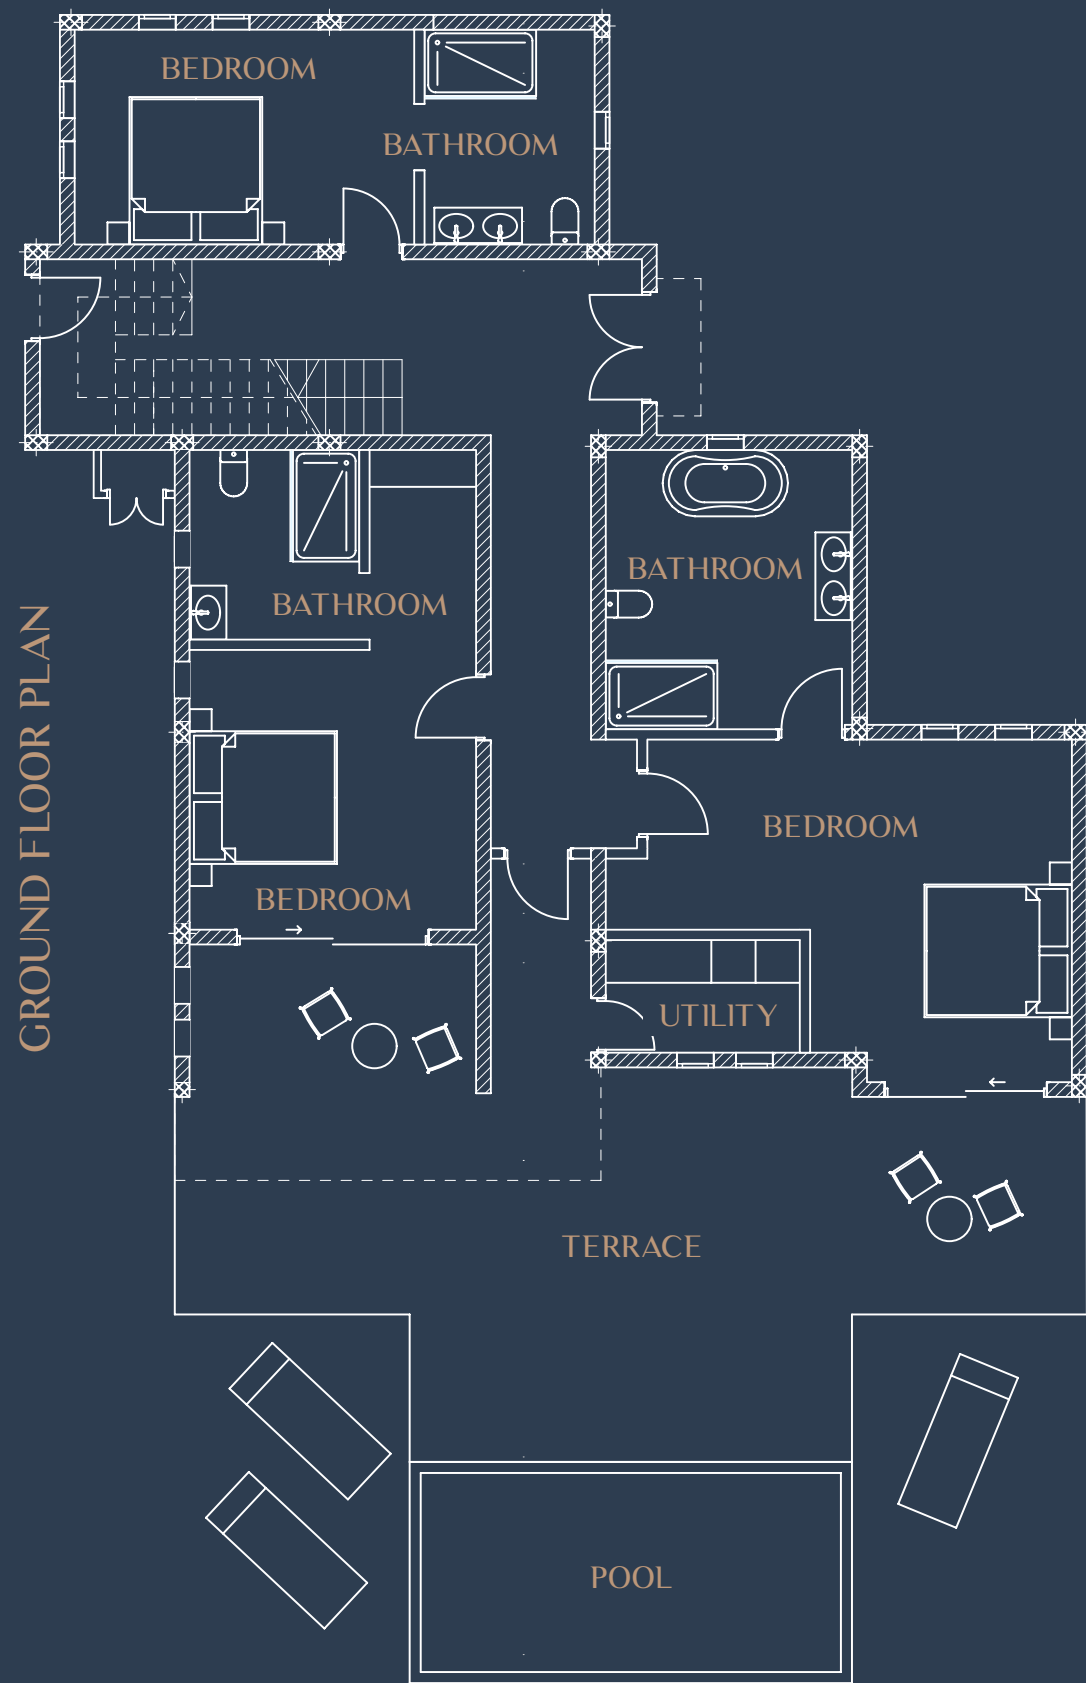 BEDROOM
BATHROOM
BATHROOM
BATHROOM
GROUND FLOOR PLAN
BEDROOM
BEDROOM
UTILITY
TERRACE
POOL